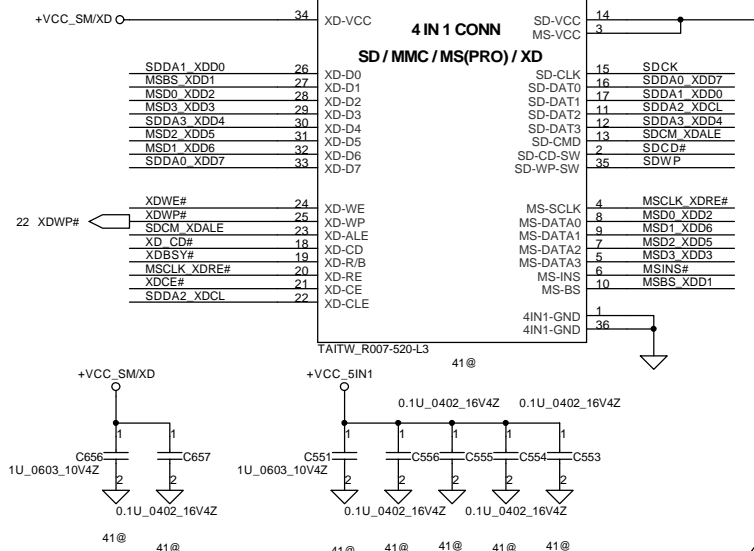 +VCC_SM/XD 34 XD-VCC
4 IN 1 CONN
SD / MMC / MS(PRO) / XD
SD-VCC 14
MS-VCC 3
SDDA1_XDD0 26 XD-D0
MSBS_XDD1 27 XD-D1
MSD0_XDD2 28 XD-D2
MSD3_XDD3 29 XD-D3
SDDA3_XDD4 30 XD-D4
MSD2_XDD5 31 XD-D5
MSD1_XDD6 32 XD-D6
SDDA0_XDD7 33 XD-D7
SD-CLK 15 SDCK
SD-DAT0 16 SDDA0_XDD7
SD-DAT1 17 SDDA1_XDD0
SD-DAT2 11 SDDA2_XDCL
SD-DAT3 12 SDDA3_XDD4
SD-CMD 13 SDCM_XDALE
SD-CD-SW 2 SDCD#
SD-WP-SW 35 SDWP
XDWE# 24 XD-WE
22 XDWP# XDWP# 25 XD-WP
SDCM_XDALE 23 XD-ALE
XD_CD# 18 XD-CD
XDBSY# 19 XD-R/B
MSCLK_XDRE# 20 XD-RE
XDCE# 21 XD-CE
SDDA2_XDCL 22 XD-CLE
MS-SCLK 4 MSCLK_XDRE#
MS-DATA0 8 MSD0_XDD2
MS-DATA1 9 MSD1_XDD6
MS-DATA2 7 MSD2_XDD5
MS-DATA3 5 MSD3_XDD3
MS-INS 6 MSINS#
MS-BS 10 MSBS_XDD1
4IN1-GND 1
4IN1-GND 36
TAITW_R007-520-L3
41@
+VCC_SM/XD
1 1
C656 C657
1U_0603_10V4Z
2 2
0.1U_0402_16V4Z
41@ 41@
+VCC_5IN1
0.1U_0402_16V4Z 0.1U_0402_16V4Z
1 1 1 1 1
C551 C556 C555 C554 C553
1U_0603_10V4Z
2 2 2 2 2
0.1U_0402_16V4Z 0.1U_0402_16V4Z
41@ 41@ 41@ 41@ 41@